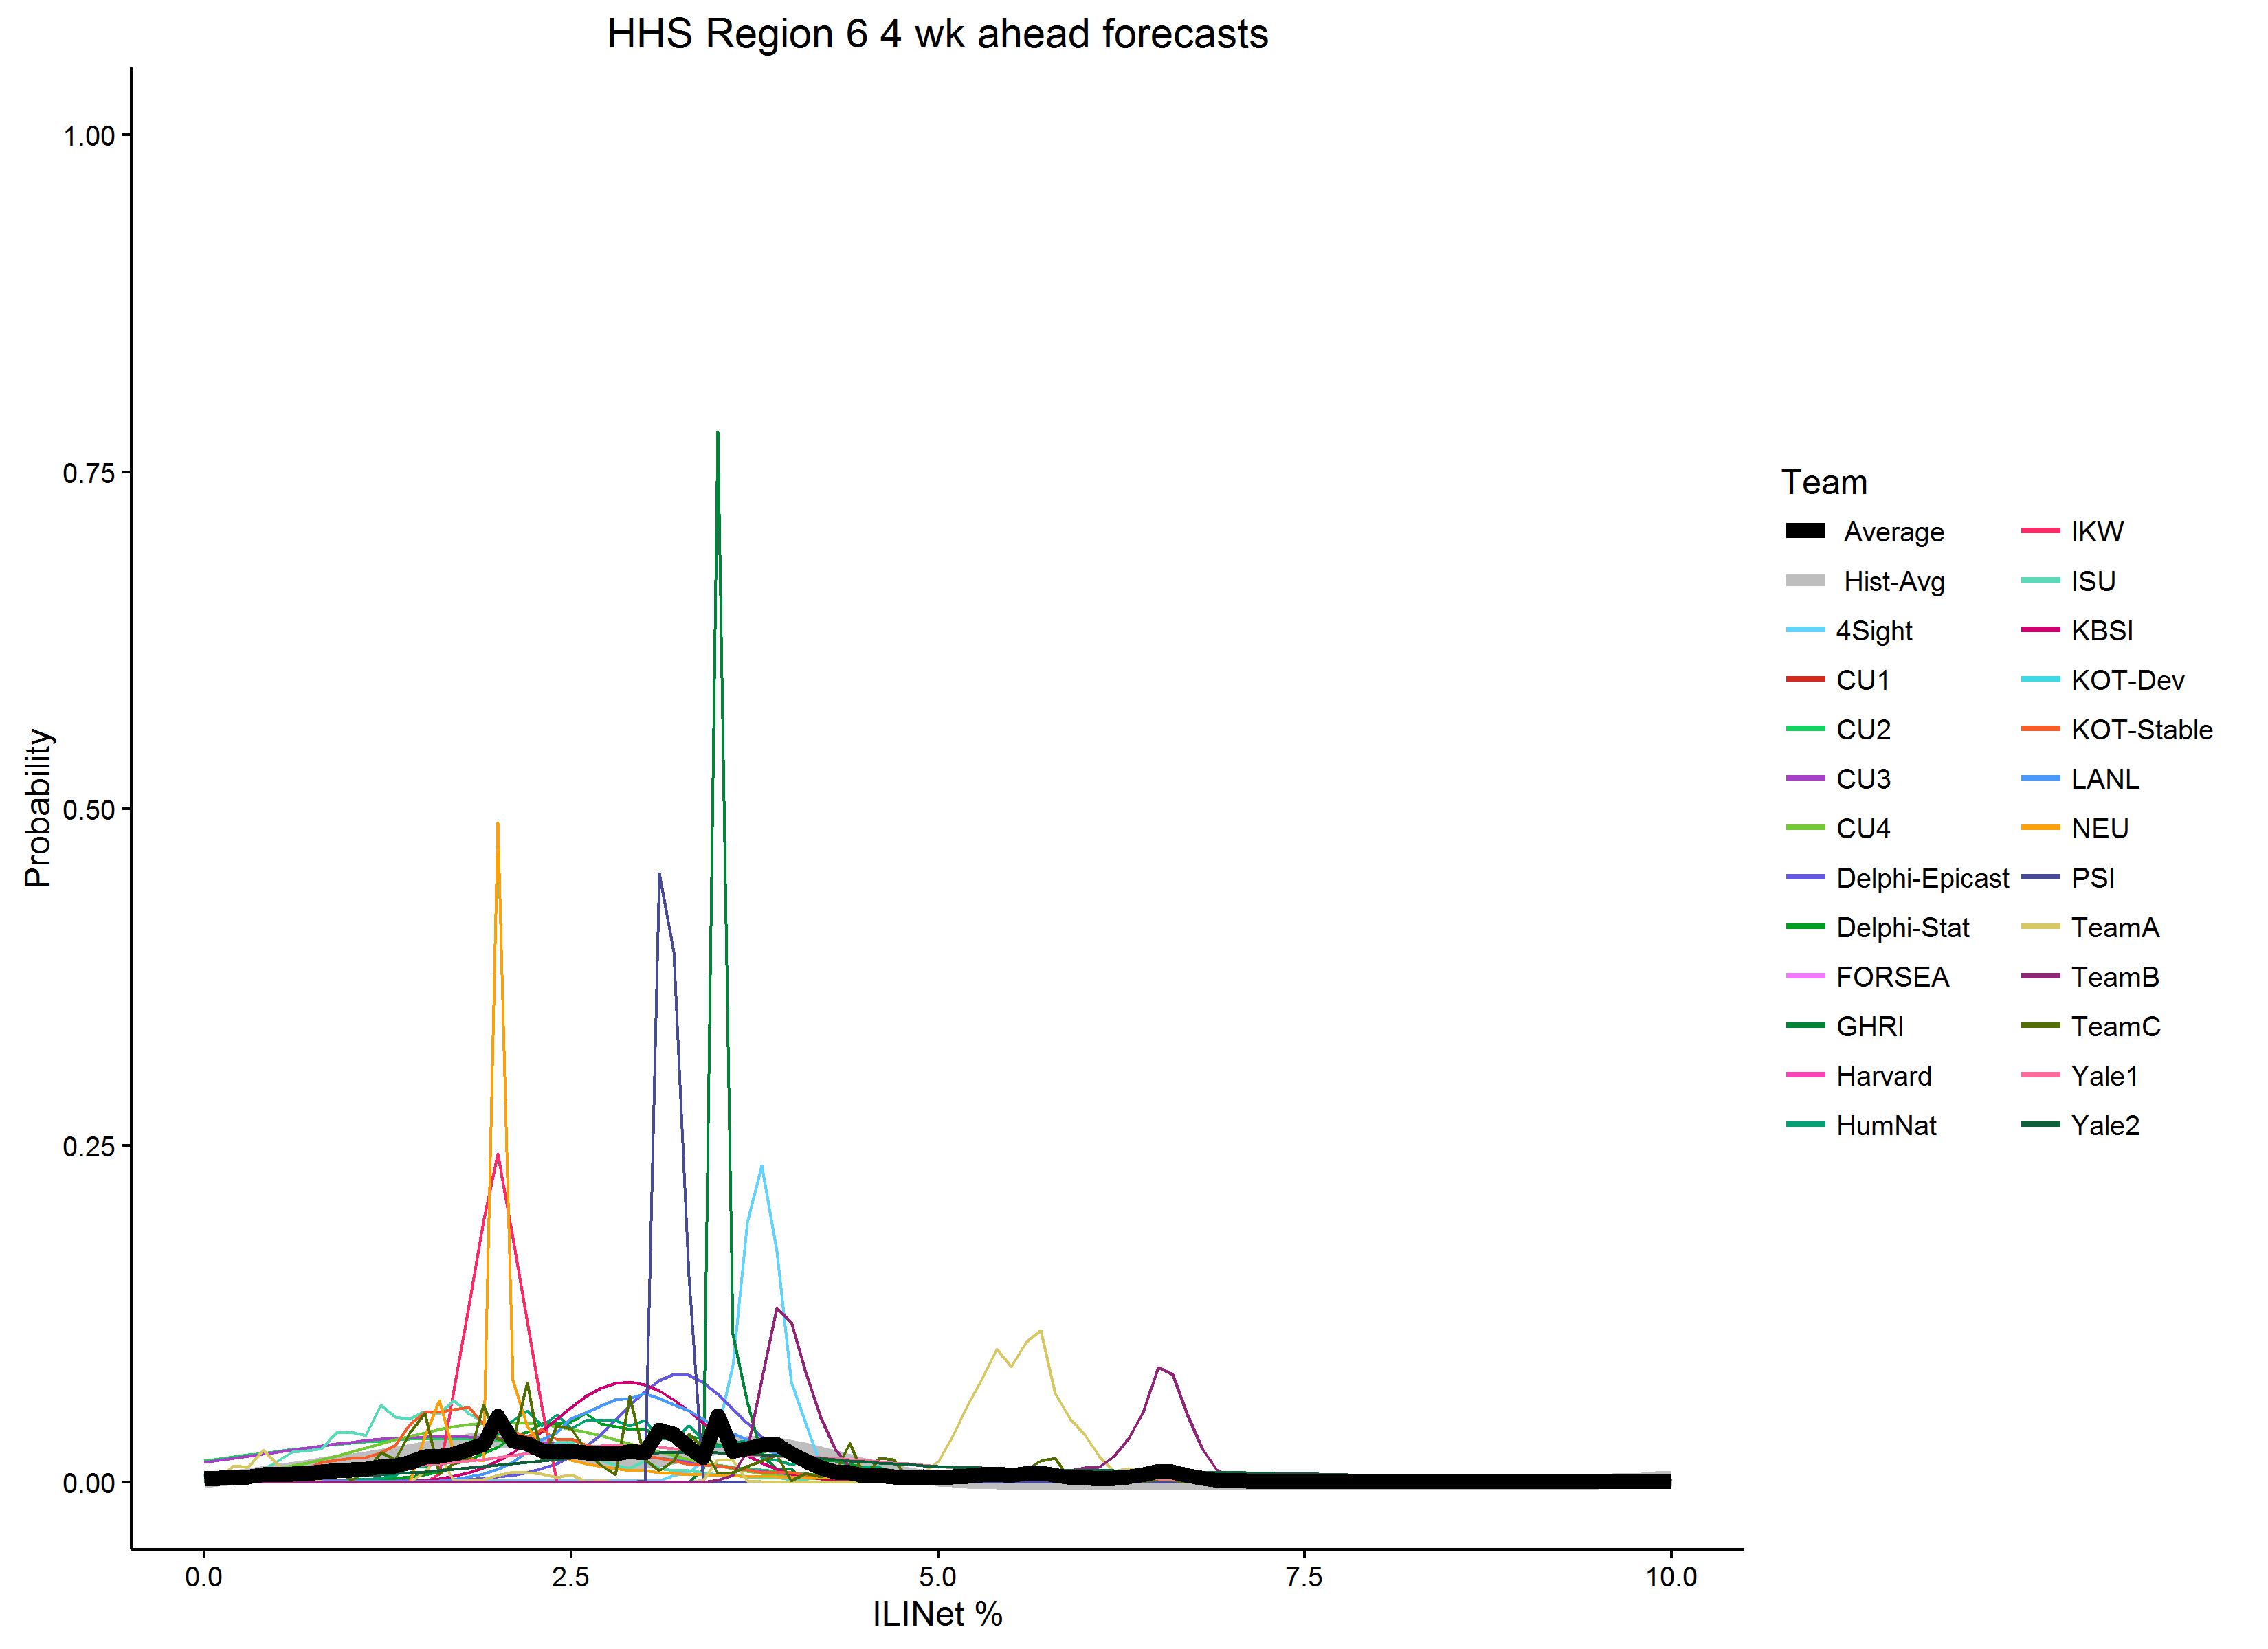 HHS Region 6 4 wk ahead forecasts
Probability
1.00
0.75
0.50
0.25
0.00
0.0 2.5 5.0 7.5 10.0
ILINet %
Team
Average
Hist-Avg
4Sight
CU1
CU2
CU3
CU4
Delphi-Epicast
Delphi-Stat
FORSEA
GHRI
Harvard
HumNat
IKW
ISU
KBSI
KOT-Dev
KOT-Stable
LANL
NEU
PSI
TeamA
TeamB
TeamC
Yale1
Yale2